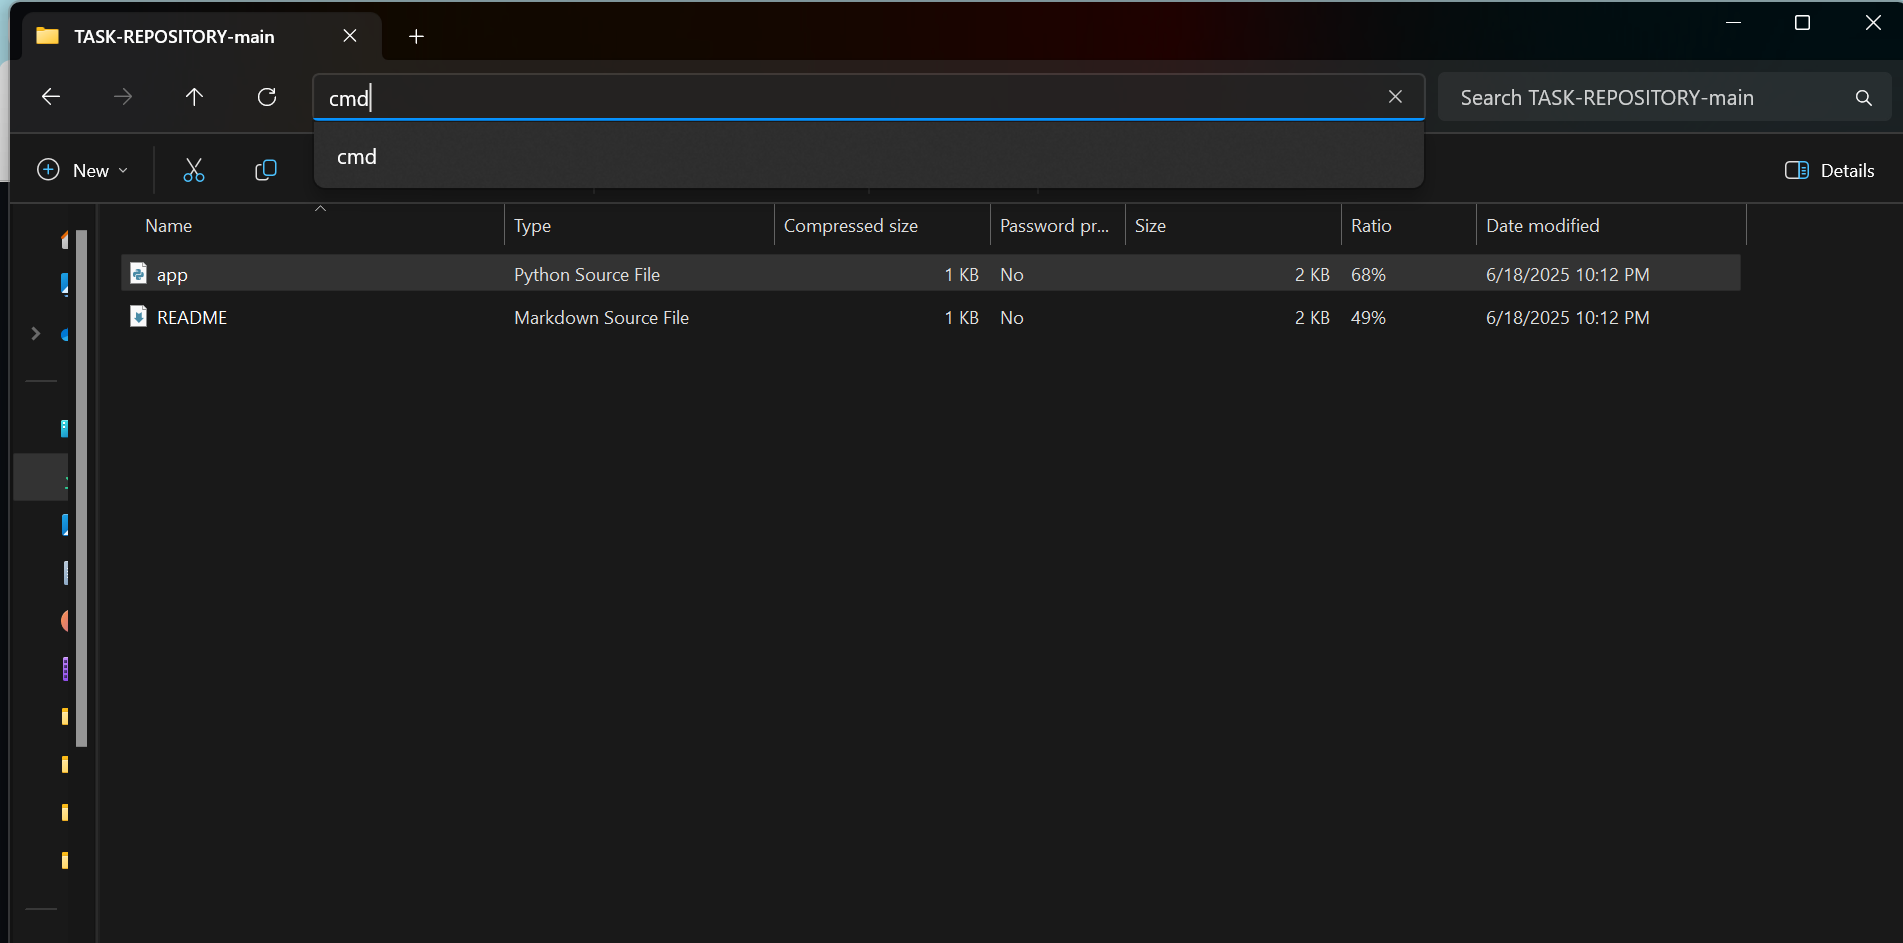 TASK-REPOSITORY-main
cmd
Search TASK-REPOSITORY-main
cmd
New
Details
Name Type Compressed size Password pr... Size Ratio Date modified
app Python Source File 1 KB No 2 KB 68% 6/18/2025 10:12 PM
README Markdown Source File 1 KB No 2 KB 49% 6/18/2025 10:12 PM